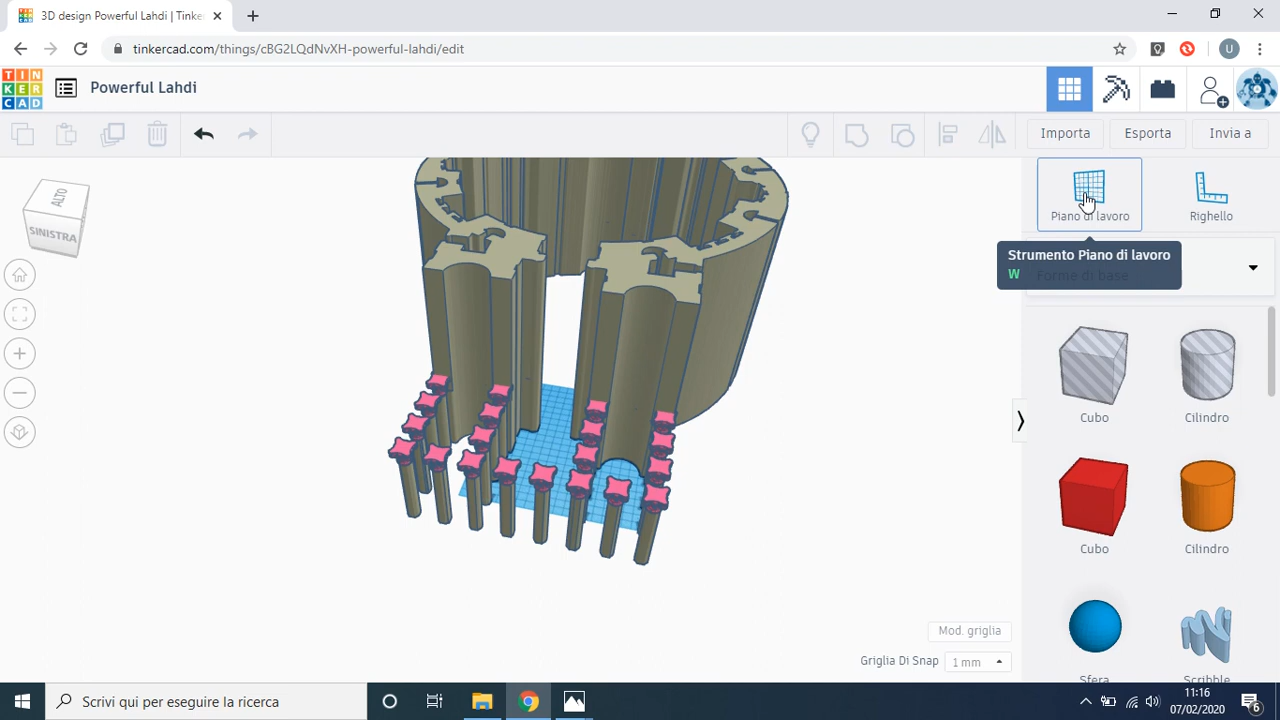 3D design Powerful Lahdi | Tinke
tinkercad.com/things/cBG2LQdNvXH-powerful-lahdi/edit
U
TIN
KER
CAD
Powerful Lahdi
Importa
Esporta
Invia a
ALTO
SINISTRA
Piano di lavoro
Righello
Strumento Piano di lavoro
W
Forme di base
Cubo
Cilindro
Cubo
Cilindro
Sfera
Scribble
Mod. griglia
Griglia Di Snap
1 mm
Scrivi qui per eseguire la ricerca
11:16
07/02/2020
6